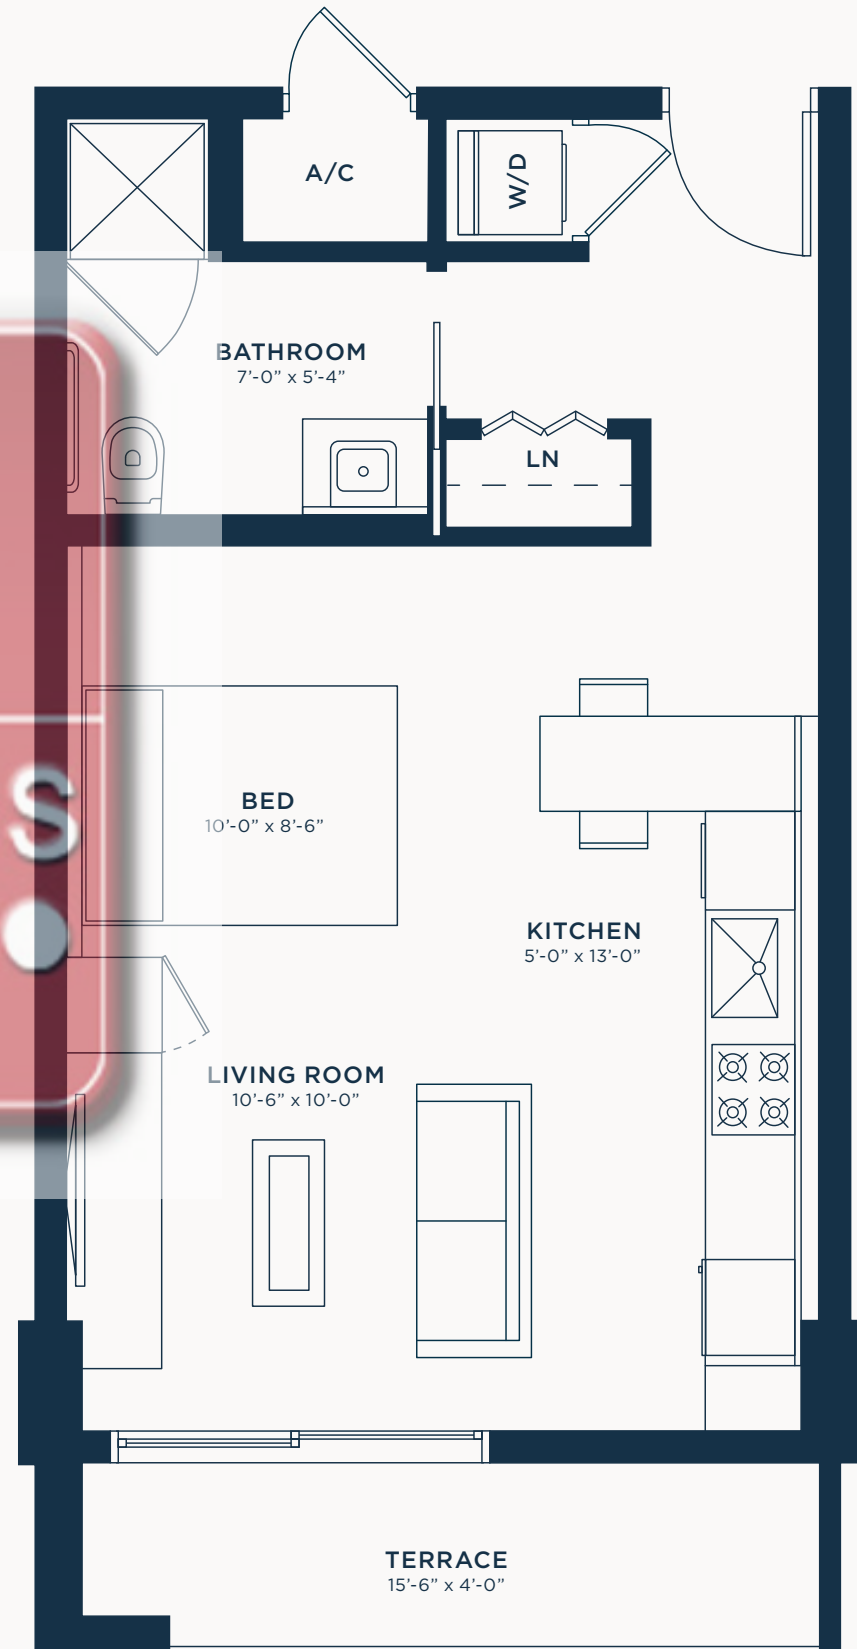 A/C
W/D
BATHROOM
7'-0” x 5'-4”
LN
BED
10'-0” x 8'-6”
KITCHEN
5'-0” x 13'-0”
LIVING ROOM
10'-6” x 10'-0”
S
TERRACE
15'-6” x 4'-0”